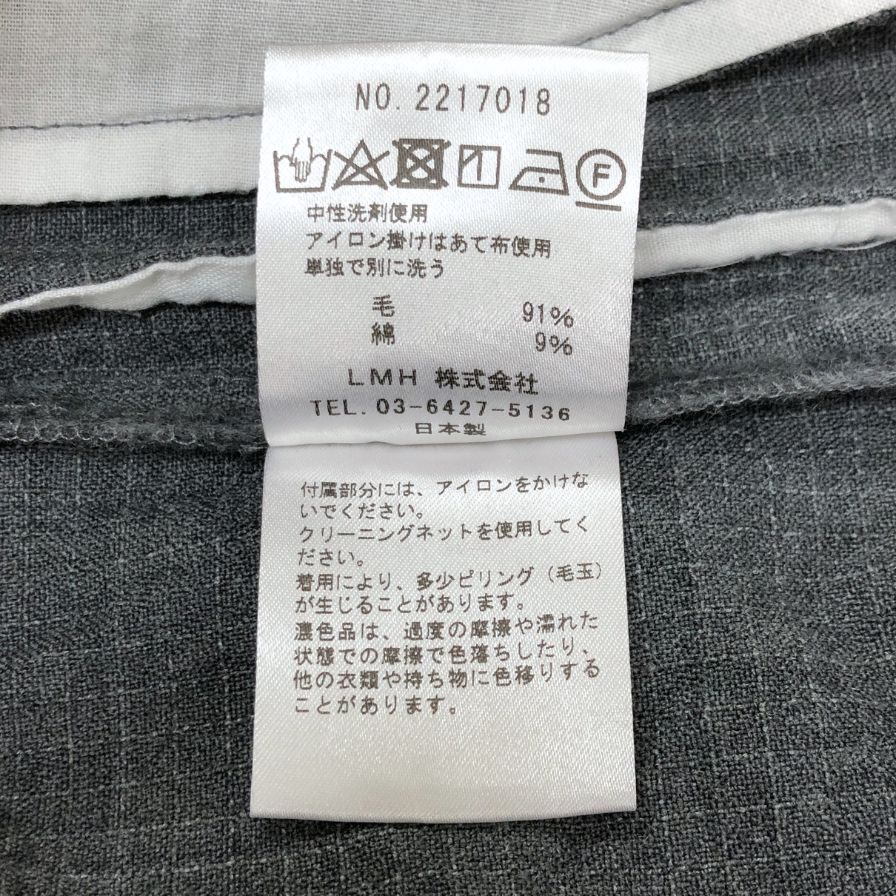 NO.2217018
F
中性洗剤使用
アイロン掛けはあて布使用
単独で別に洗う
毛 91%
綿 9%
LMH 株式会社
TEL. 03-6427-5136
日本製
付属部分には、アイロンをかけな
いでください。
クリーニングネットを使用してく
ださい。
着用により、多少ピリング（毛玉）
が生じることがあります。
濃色品は、過度の摩擦や濡れた
状態での摩擦で色落ちしたり、
他の衣類や持ち物に色移りする
ことがあります。